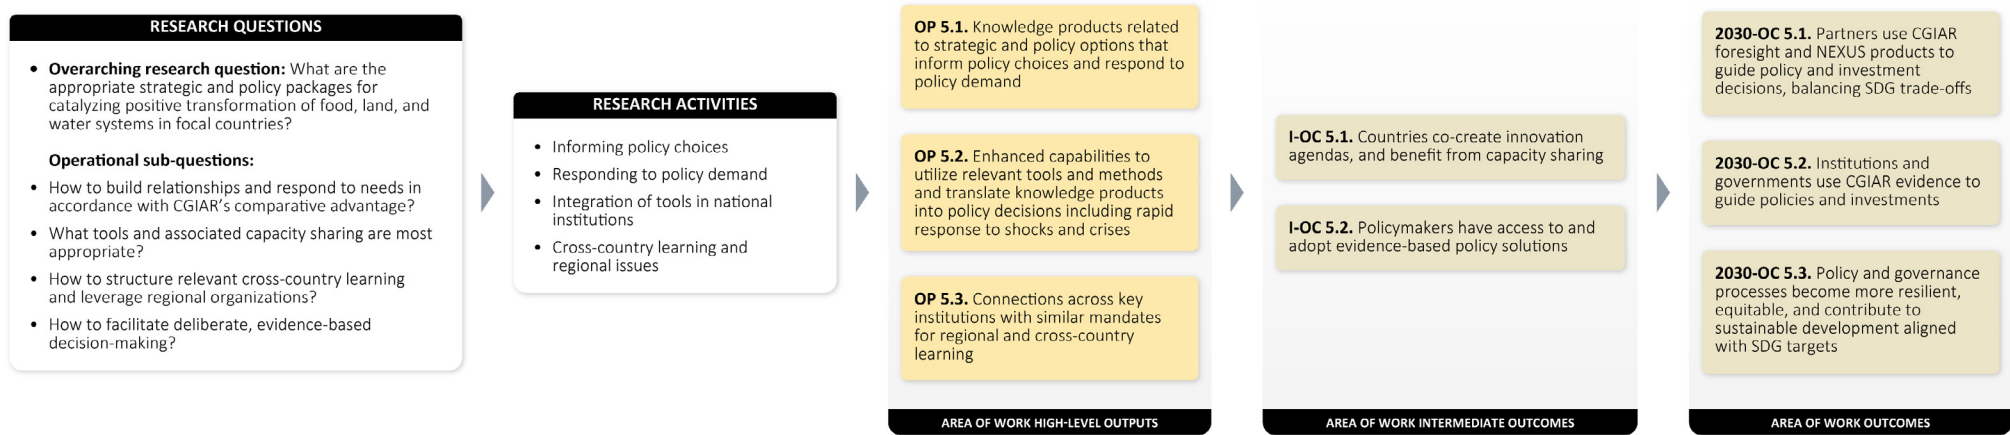 RESEARCH QUESTIONS
• Overarching research question: What are the
appropriate strategic and policy packages for
catalyzing positive transformation of food, land, and
water systems in focal countries?
Operational sub-questions:
• How to build relationships and respond to needs in
accordance with CGIAR's comparative advantage?
• What tools and associated capacity sharing are most
appropriate?
• How to structure relevant cross-country learning
and leverage regional organizations?
• How to facilitate deliberate, evidence-based
decision-making?
RESEARCH ACTIVITIES
• Informing policy choices
• Responding to policy demand
• Integration of tools in national
institutions
• Cross-country learning and
regional issues
OP 5.1. Knowledge products related
to strategic and policy options that
inform policy choices and respond to
policy demand
OP 5.2. Enhanced capabilities to
utilize relevant tools and methods
and translate knowledge products
into policy decisions including rapid
response to shocks and crises
OP 5.3. Connections across key
institutions with similar mandates
for regional and cross-country
learning
AREA OF WORK HIGH-LEVEL OUTPUTS
I-OC 5.1. Countries co-create innovation
agendas, and benefit from capacity sharing
I-OC 5.2. Policymakers have access to and
adopt evidence-based policy solutions
AREA OF WORK INTERMEDIATE OUTCOMES
2030-OC 5.1. Partners use CGIAR
foresight and NEXUS products to
guide policy and investment
decisions, balancing SDG trade-offs
2030-OC 5.2. Institutions and
governments use CGIAR evidence to
guide policies and investments
2030-OC 5.3. Policy and governance
processes become more resilient,
equitable, and contribute to
sustainable development aligned
with SDG targets
AREA OF WORK OUTCOMES